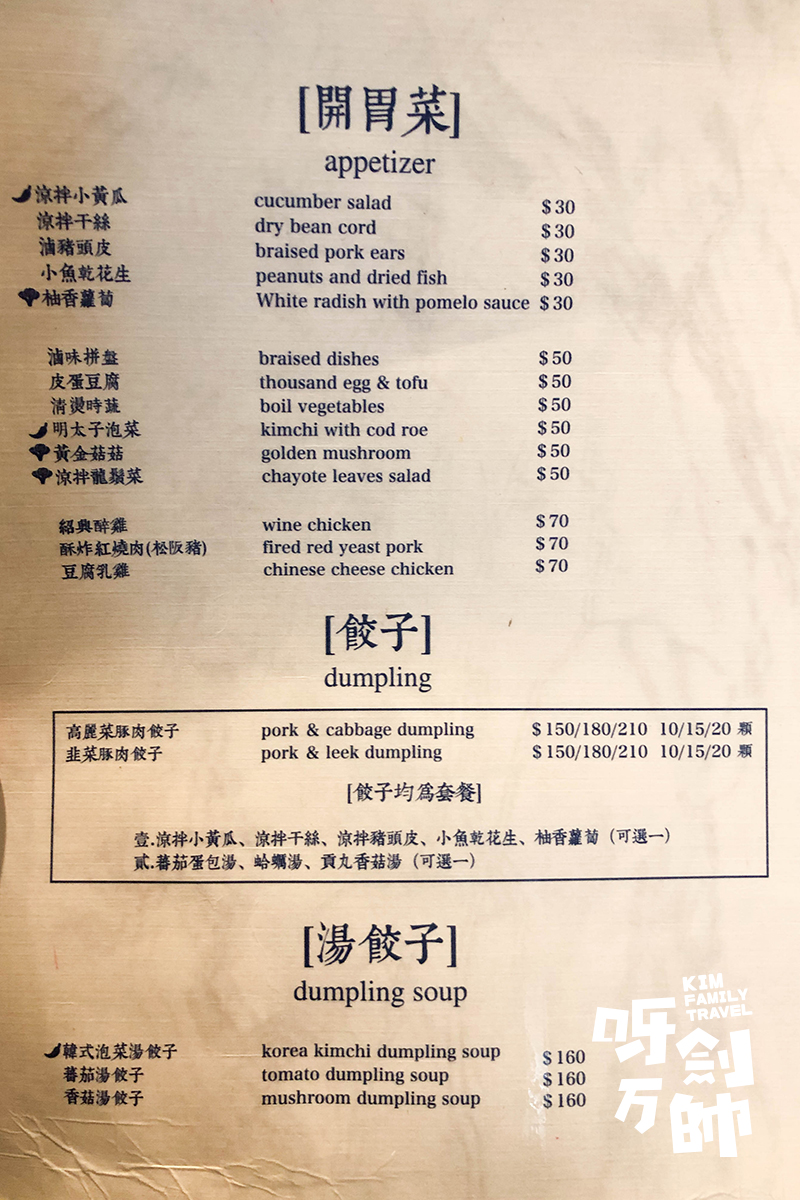 [開胃菜]
appetizer
涼拌小黃瓜 cucumber salad $30
涼拌干絲 dry bean cord $30
滷豬頭皮 braised pork ears $30
小魚乾花生 peanuts and dried fish $30
柚香蘿蔔 White radish with pomelo sauce $30
滷味拼盤 braised dishes $50
皮蛋豆腐 thousand egg & tofu $50
清燙時蔬 boil vegetables $50
明太子泡菜 kimchi with cod roe $50
黃金菇菇 golden mushroom $50
涼拌龍鬚菜 chayote leaves salad $50
紹興醉雞 wine chicken $70
酥炸紅燒肉(松阪豬) fired red yeast pork $70
豆腐乳雞 chinese cheese chicken $70
[餃子]
dumpling
高麗菜豚肉餃子 pork & cabbage dumpling $150/180/210 10/15/20 顆
韭菜豚肉餃子 pork & leek dumpling $150/180/210 10/15/20 顆
[餃子均為套餐]
壹.涼拌小黃瓜、涼拌干絲、涼拌豬頭皮、小魚乾花生、柚香蘿蔔（可選一）
貳.蕃茄蛋包湯、蛤蠣湯、貢丸香菇湯（可選一）
[湯餃子]
dumpling soup
韓式泡菜湯餃子 korea kimchi dumpling soup $160
蕃茄湯餃子 tomato dumpling soup $160
香菇湯餃子 mushroom dumpling soup $160
KIM
FAMILY
TRAVEL
呀劍
万帥